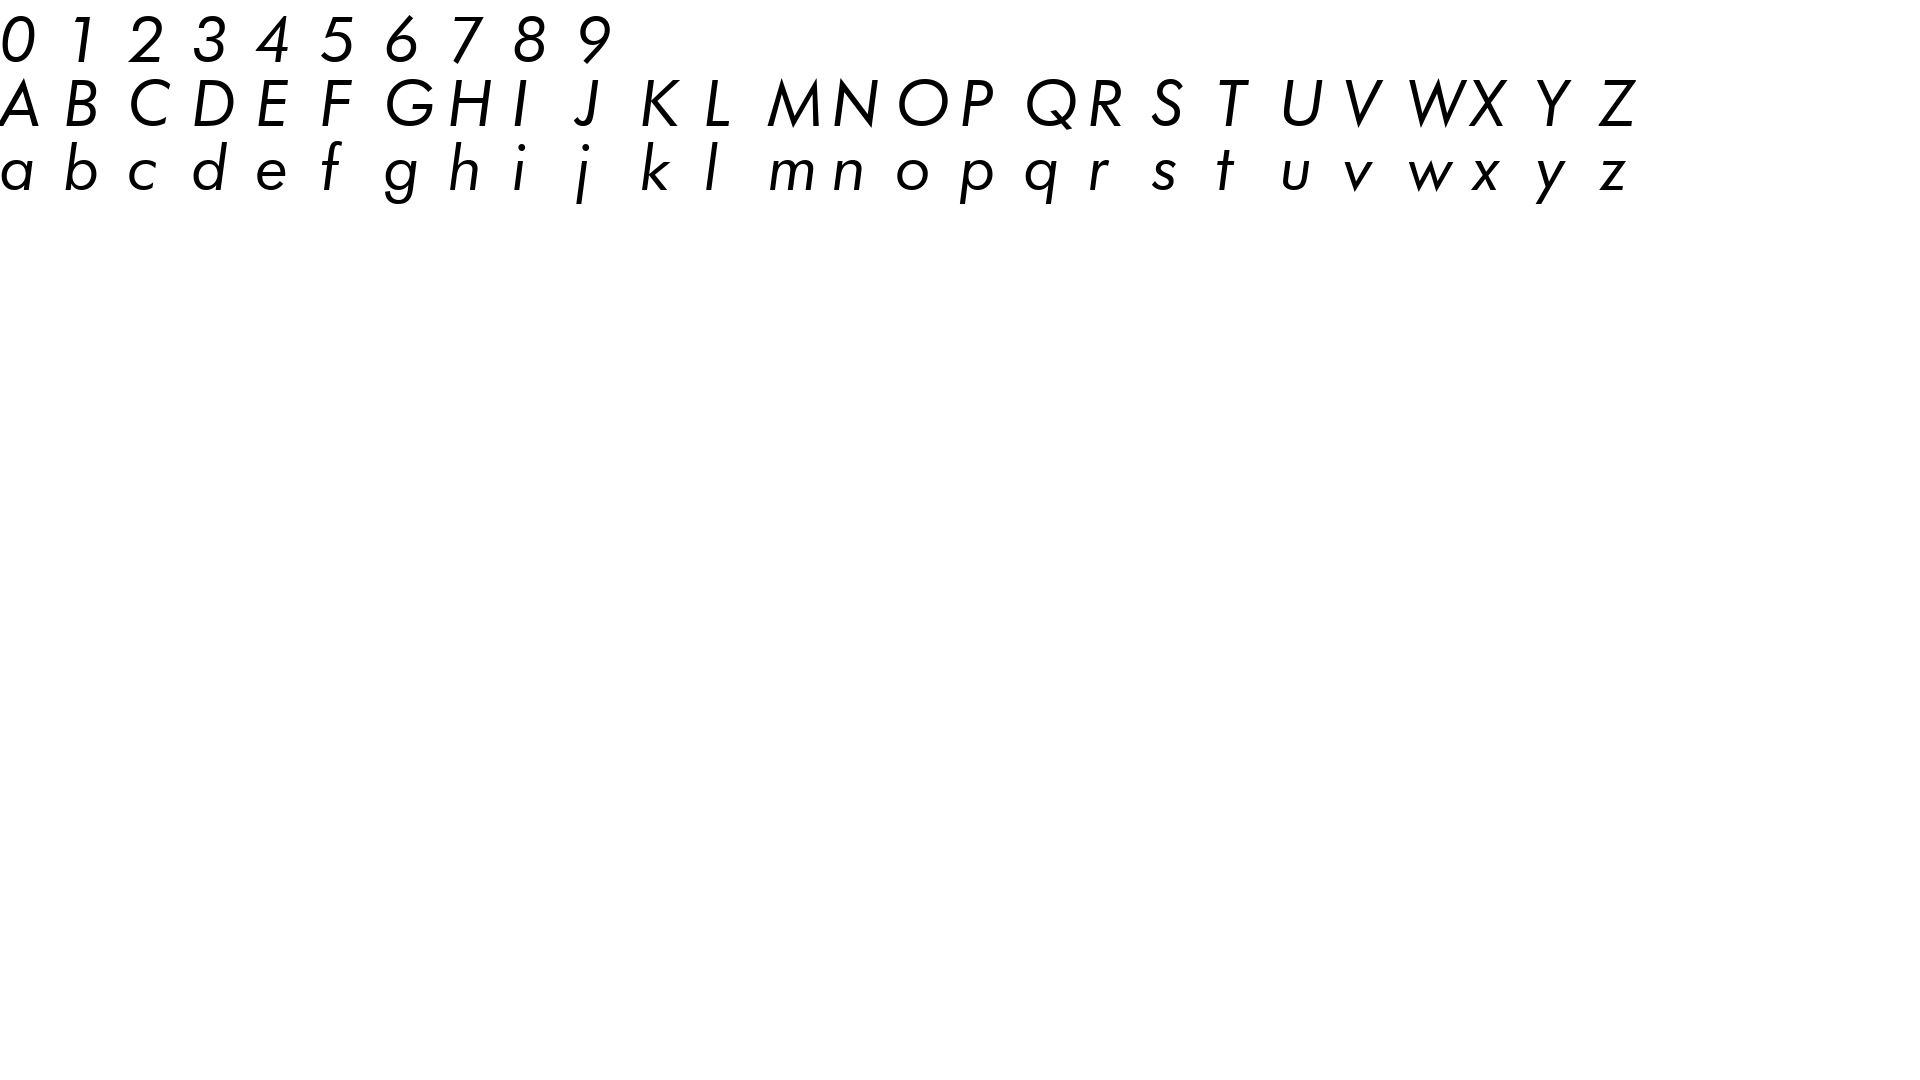 0 1 2 3 4 5 6 7 8 9
A B C D E F G H I J K L M N O P Q R S T U V W X Y Z
a b c d e f g h i j k l m n o p q r s t u v w x y z